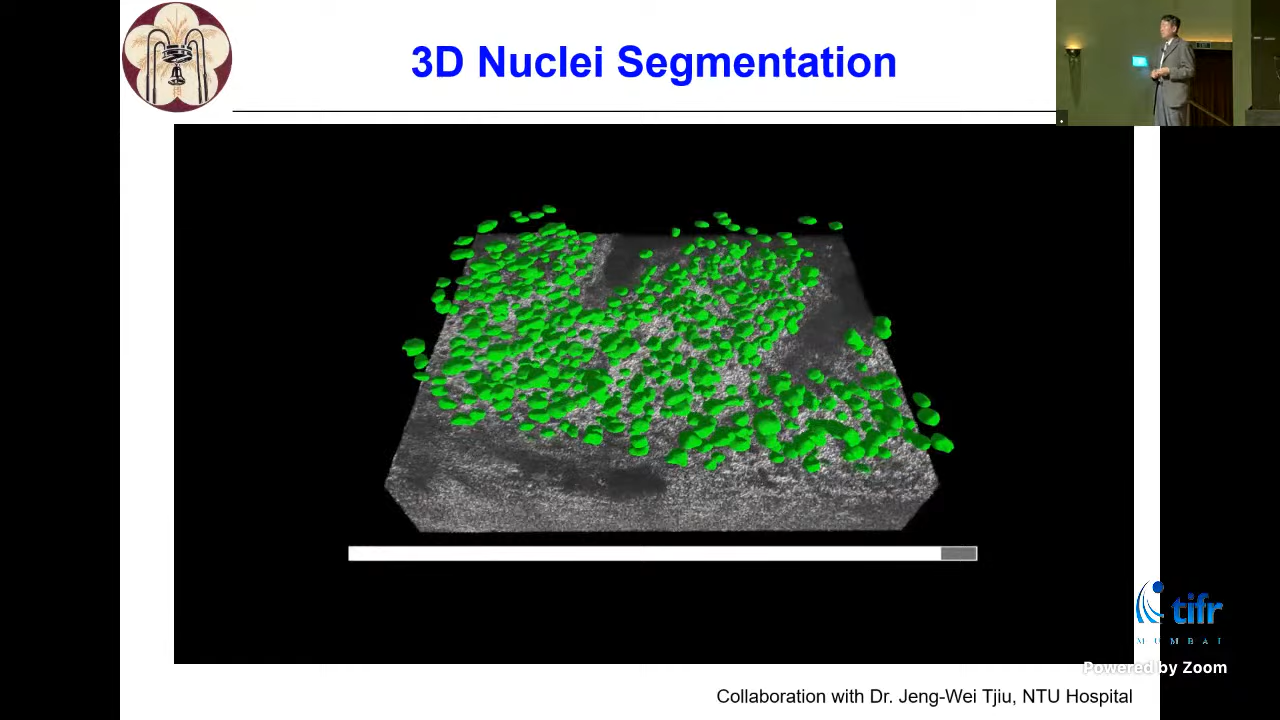 3D Nuclei Segmentation
tifr
MUMBAI
Powered by Zoom
Collaboration with Dr. Jeng-Wei Tjiu, NTU Hospital